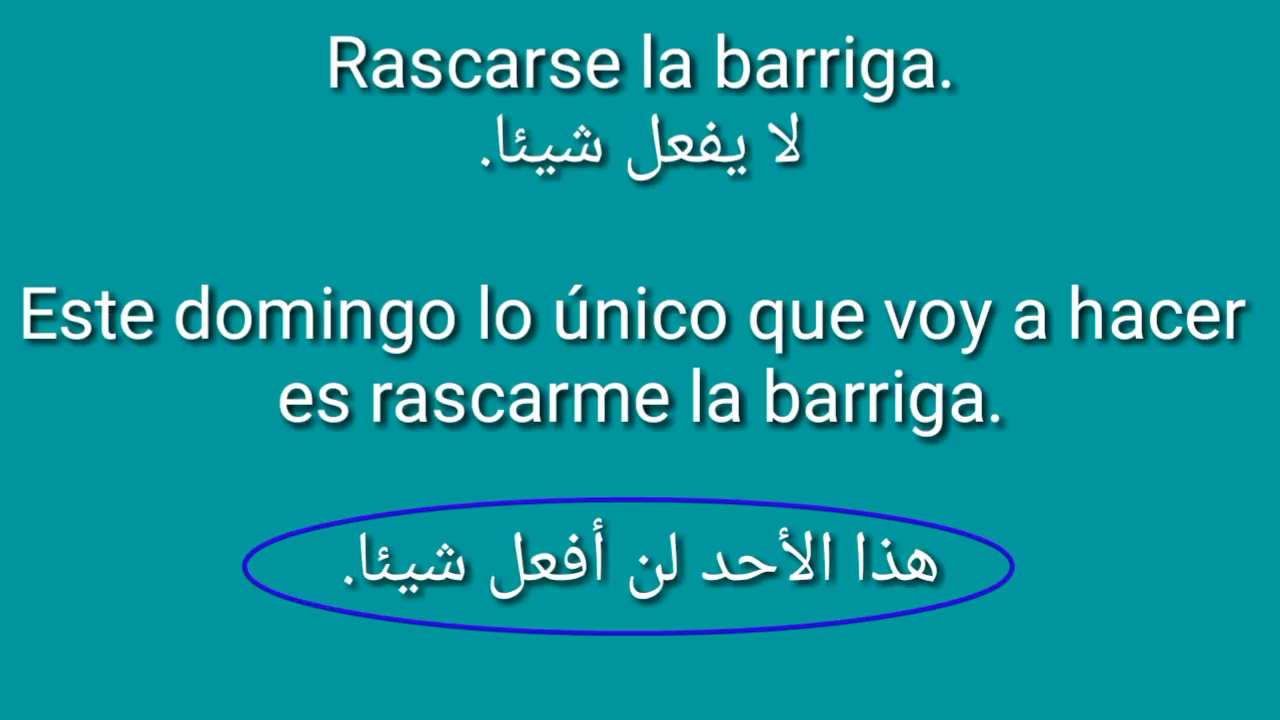 Rascarse la barriga.
لا يفعل شيئا.
Este domingo lo único que voy a hacer
es rascarme la barriga.
هذا الأحد لن أفعل شيئا.